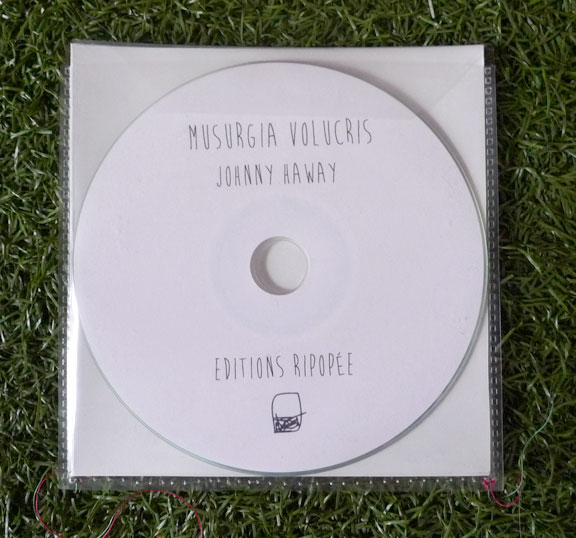 MUSURGIA VOLUCRIS
JOHNNY HAWAY
EDITIONS RIPOPÉE